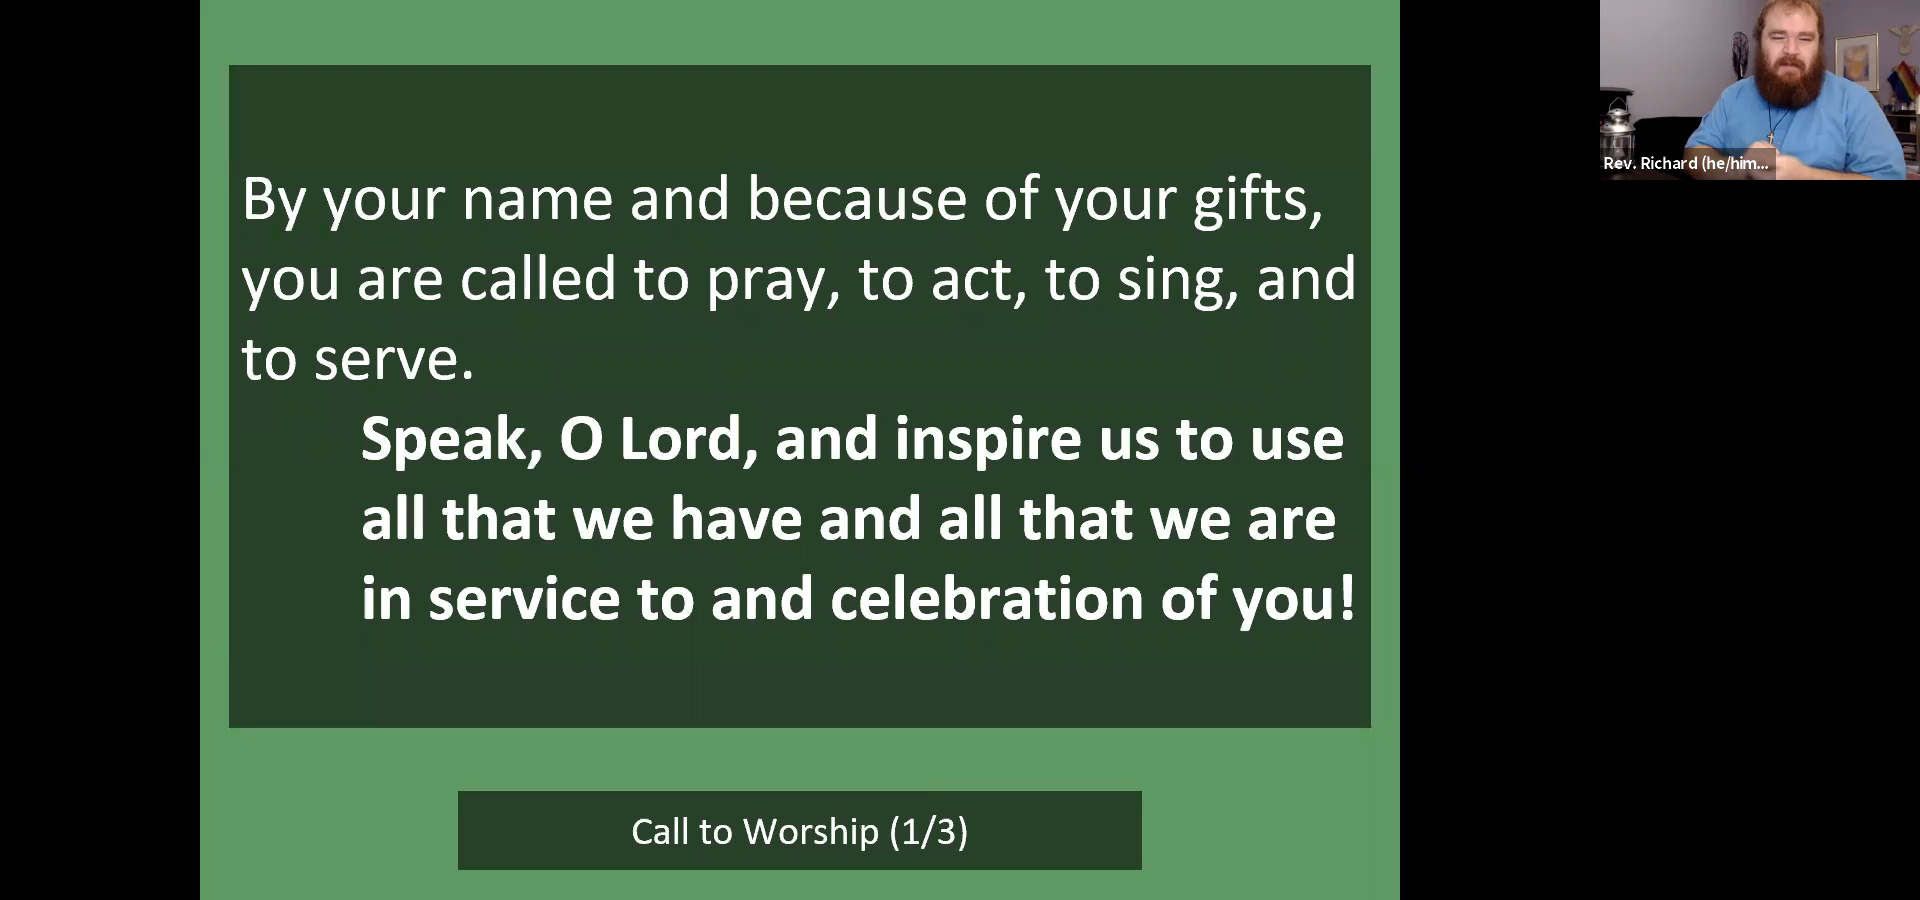 By your name and because of your gifts,
you are called to pray, to act, to sing, and
to serve.
Speak, O Lord, and inspire us to use
all that we have and all that we are
in service to and celebration of you!
Call to Worship (1/3)
Rev. Richard (he/him...